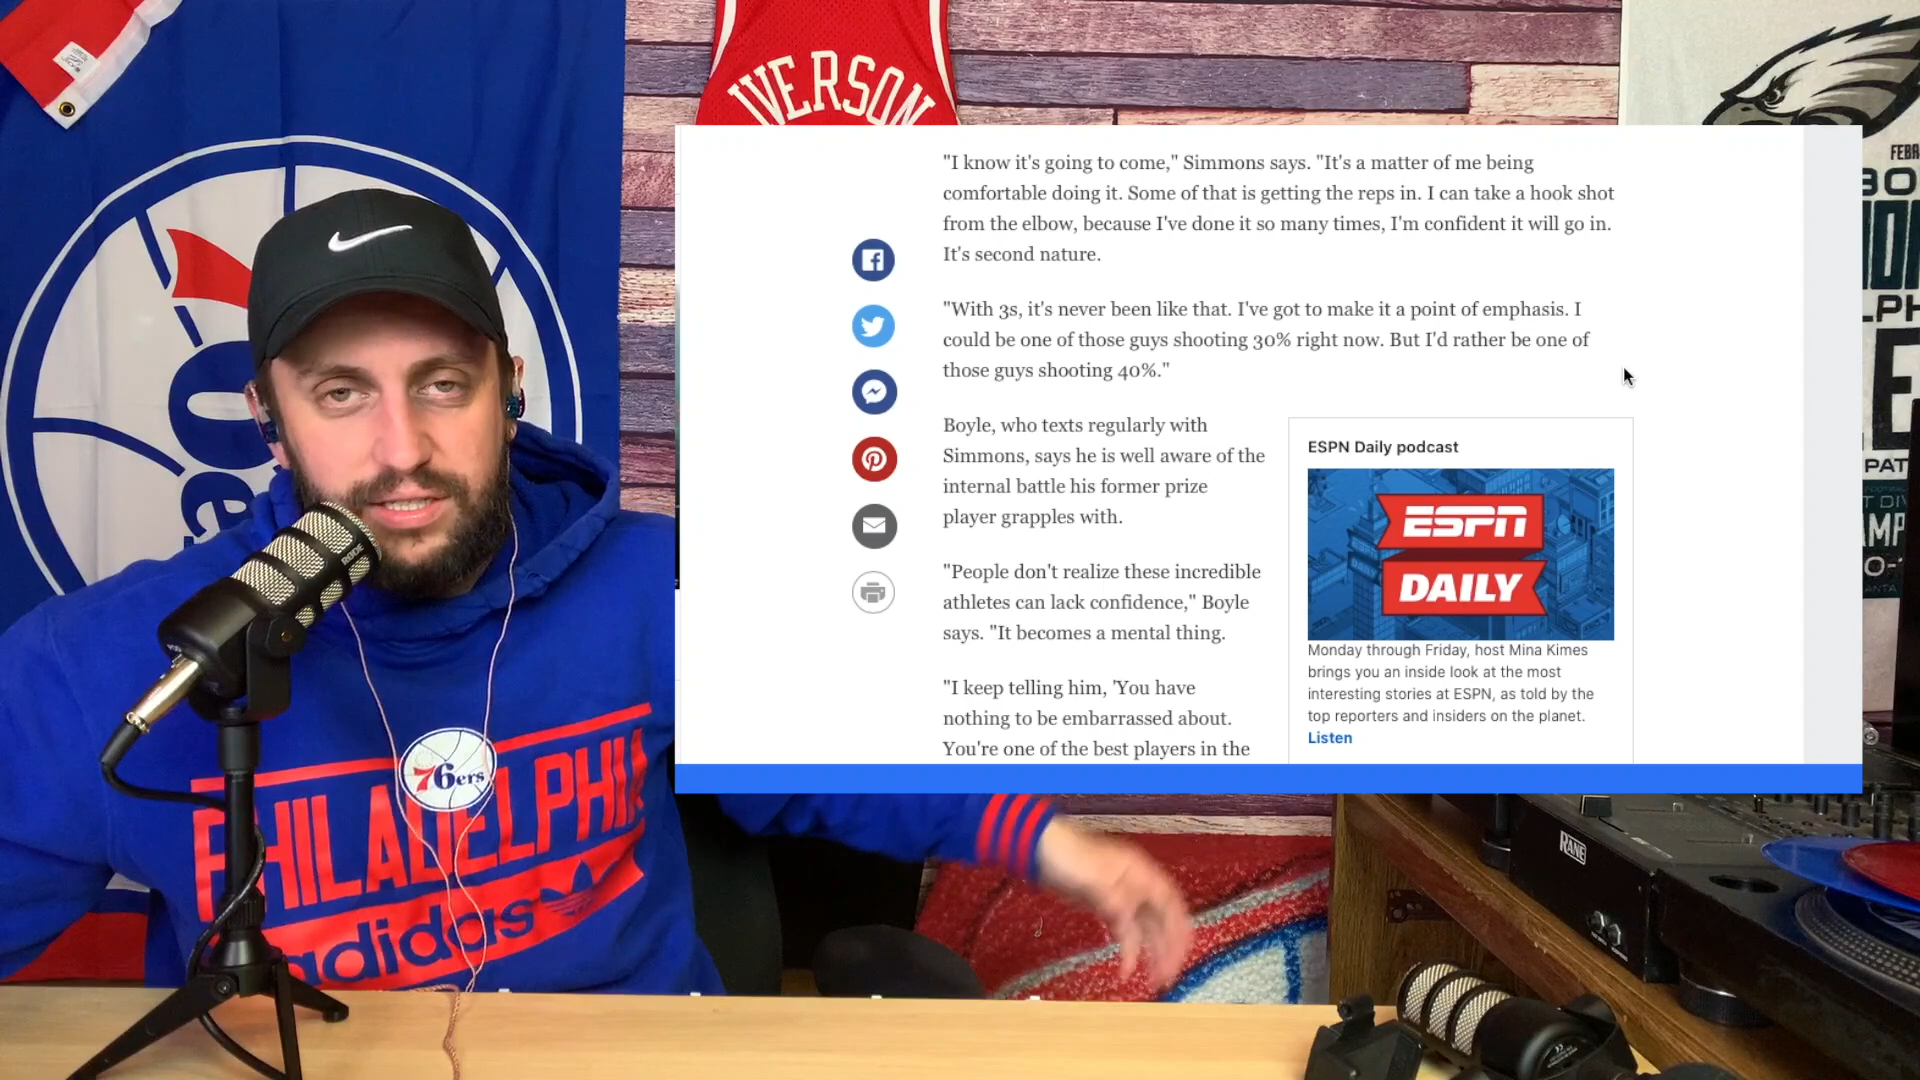 IVERSON
FEBR
"I know it's going to come," Simmons says. "It's a matter of me being
comfortable doing it. Some of that is getting the reps in. I can take a hook shot
from the elbow, because I've done it so many times, I'm confident it will go in.
It's second nature.
"With 3s, it's never been like that. I've got to make it a point of emphasis. I
could be one of those guys shooting 30% right now. But I'd rather be one of
those guys shooting 40%."
Boyle, who texts regularly with
Simmons, says he is well aware of the
internal battle his former prize
player grapples with.
"People don't realize these incredible
athletes can lack confidence," Boyle
says. "It becomes a mental thing.
"I keep telling him, 'You have
nothing to be embarrassed about.
You're one of the best players in the
ESPN Daily podcast
ESPN
DAILY
Monday through Friday, host Mina Kimes
brings you an inside look at the most
interesting stories at ESPN, as told by the
top reporters and insiders on the planet.
Listen
RODE
76ers
PHILADELPHIA
adidas
RANE
PAT